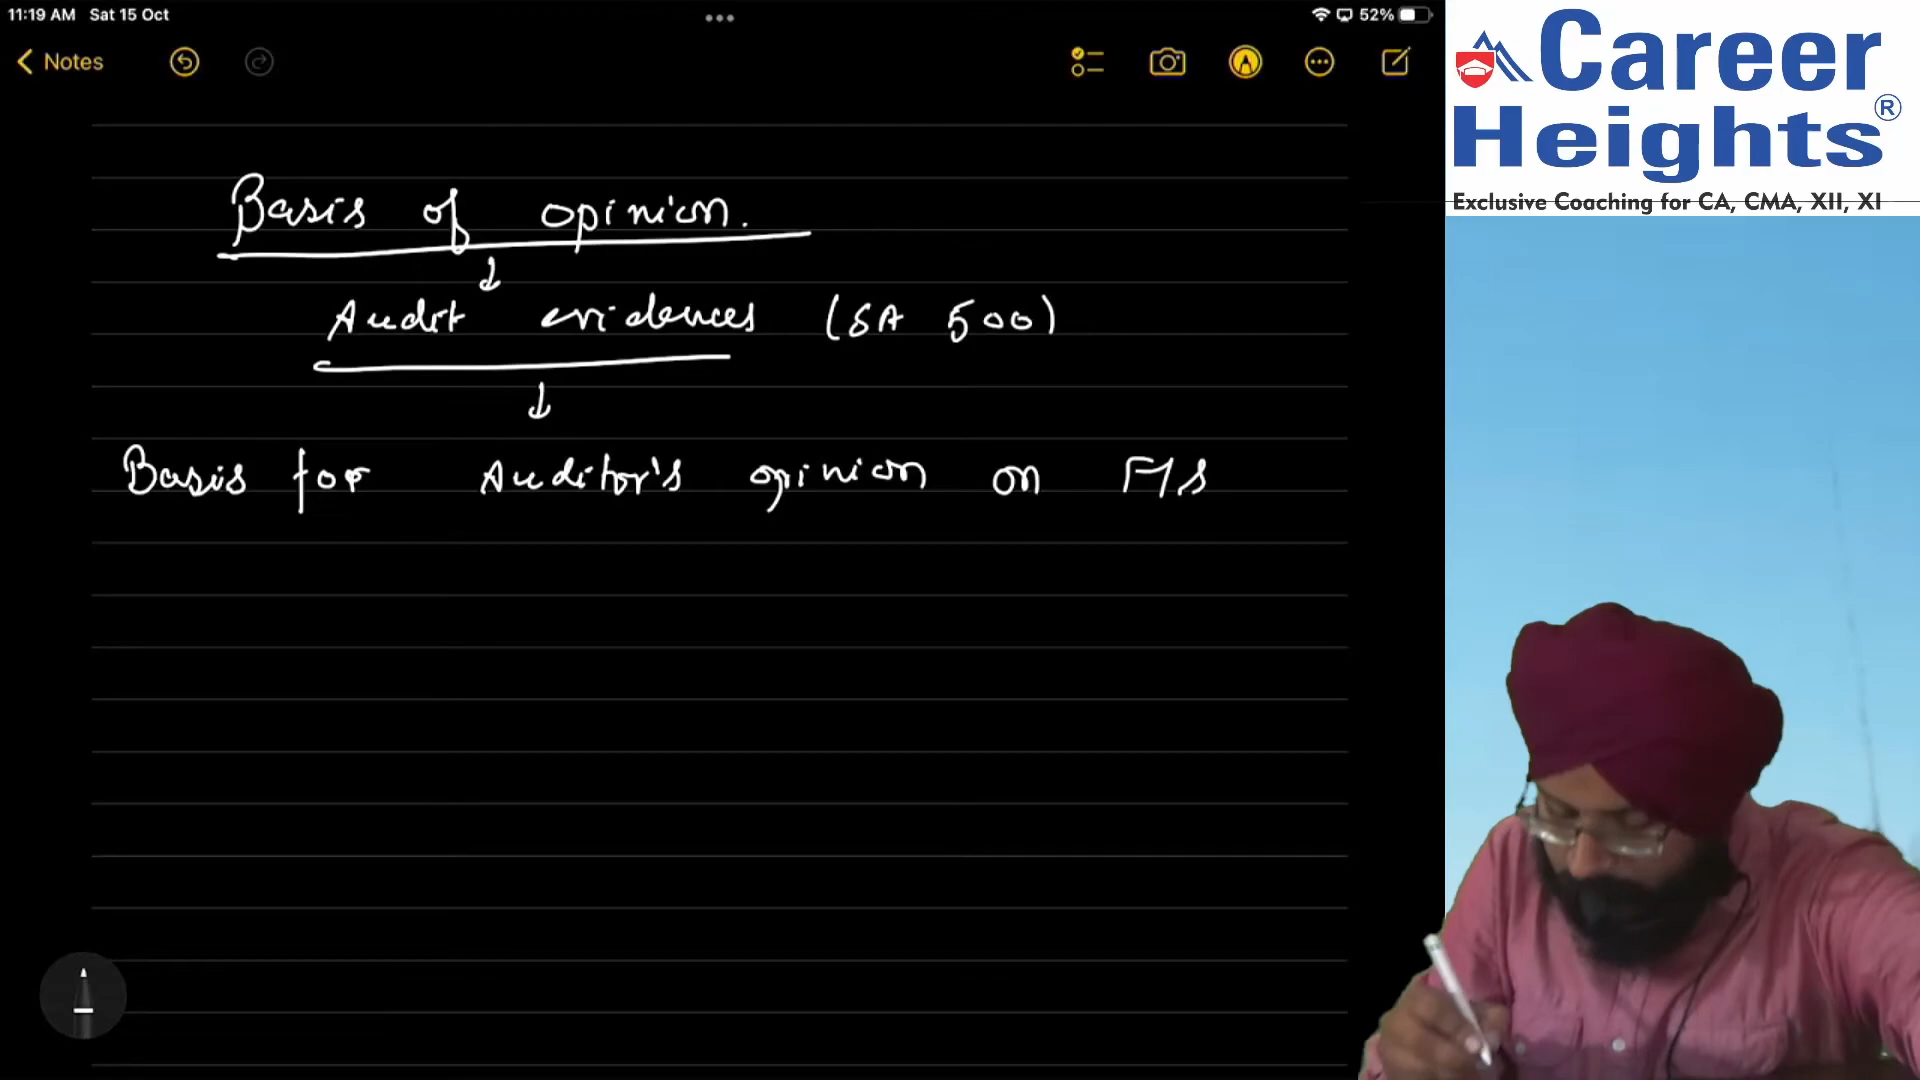 11:19 AM Sat 15 Oct
52%
Notes
Career
Heights®
Exclusive Coaching for CA, CMA, XII, XI
Basis of opinion.
Audit evidences (SA 500)
Basis for Auditor's opinion on F/s